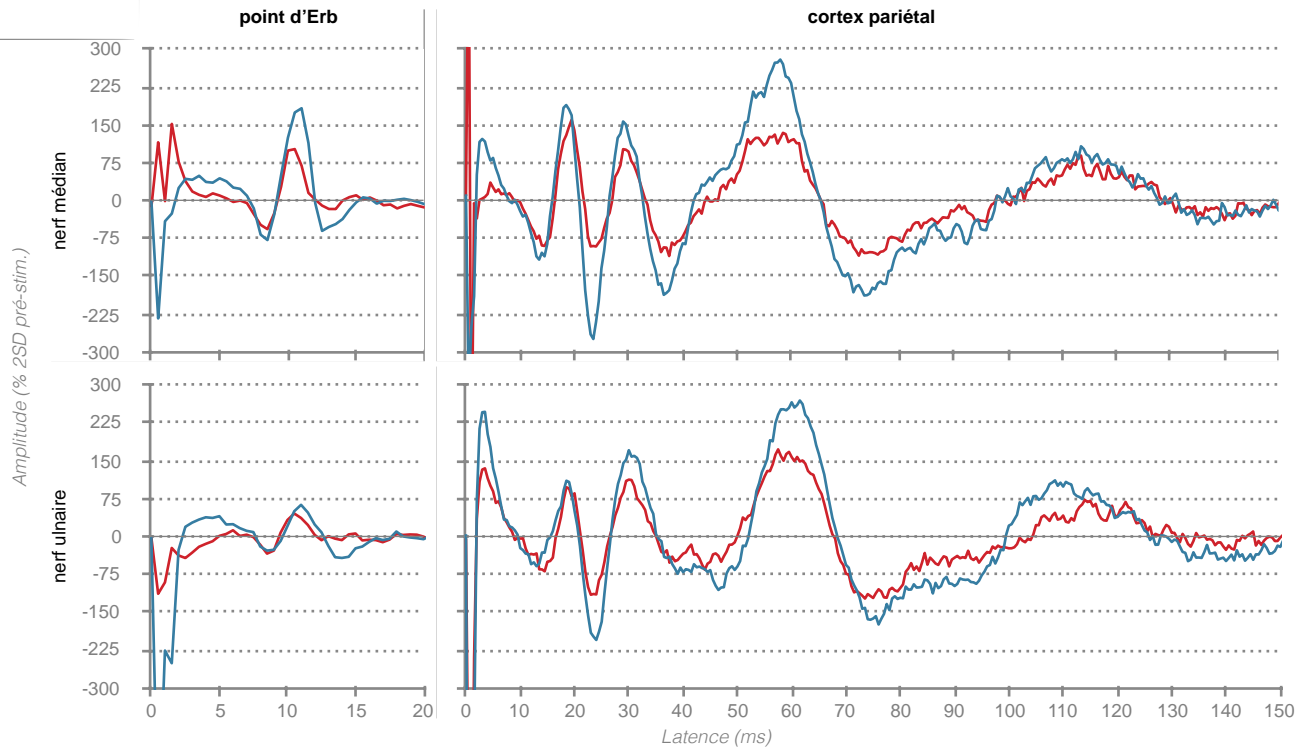 point d'Erb
cortex pariétal
Amplitude (% 2SD pré-stim.)
nerf médian
300
225
150
75
0
-75
-150
-225
-300
nerf ulnaire
300
225
150
75
0
-75
-150
-225
-300
0 5 10 15 20
0 10 20 30 40 50 60 70 80 90 100 110 120 130 140 150
Latence (ms)